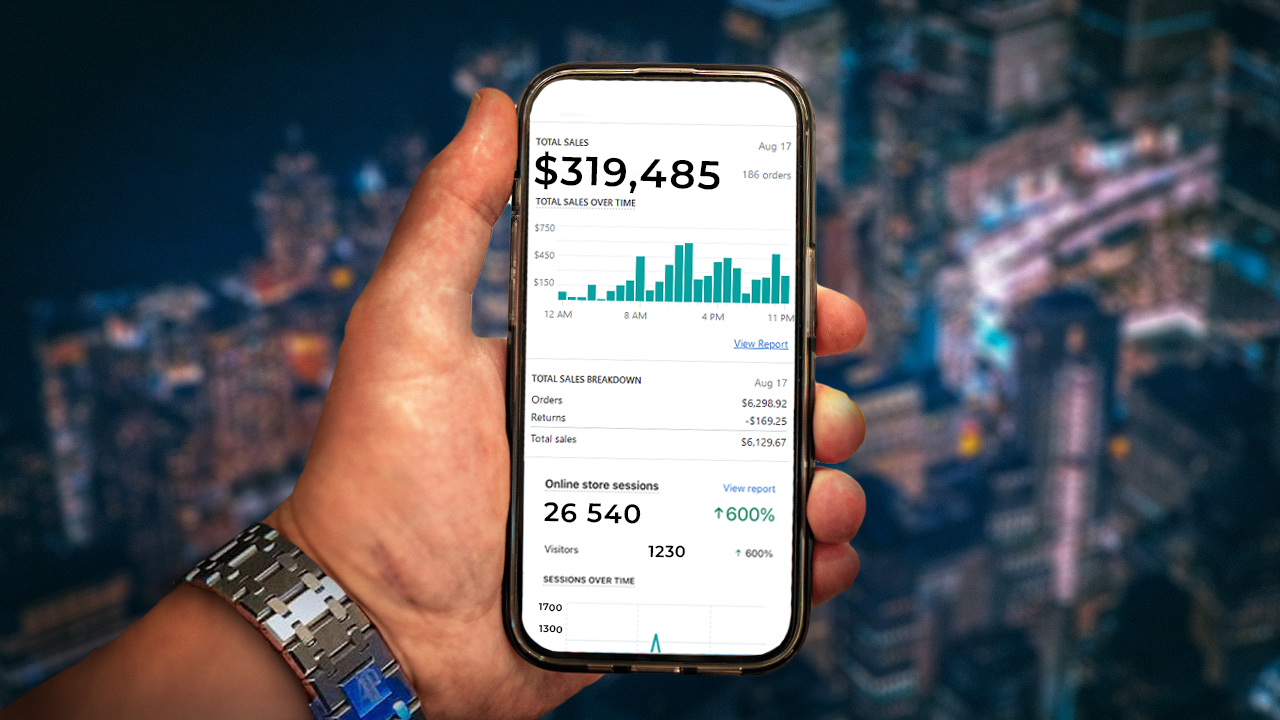 TOTAL SALES
Aug 17
$319,485
186 orders
TOTAL SALES OVER TIME
$750
$450
$150
12 AM
8 AM
4 PM
11 PM
View Report
TOTAL SALES BREAKDOWN
Aug 17
Orders
$6,298.92
Returns
-$169.25
Total sales
$6,129.67
Online store sessions
View report
26 540
↑600%
Visitors
1230
↑ 600%
SESSIONS OVER TIME
1700
1300